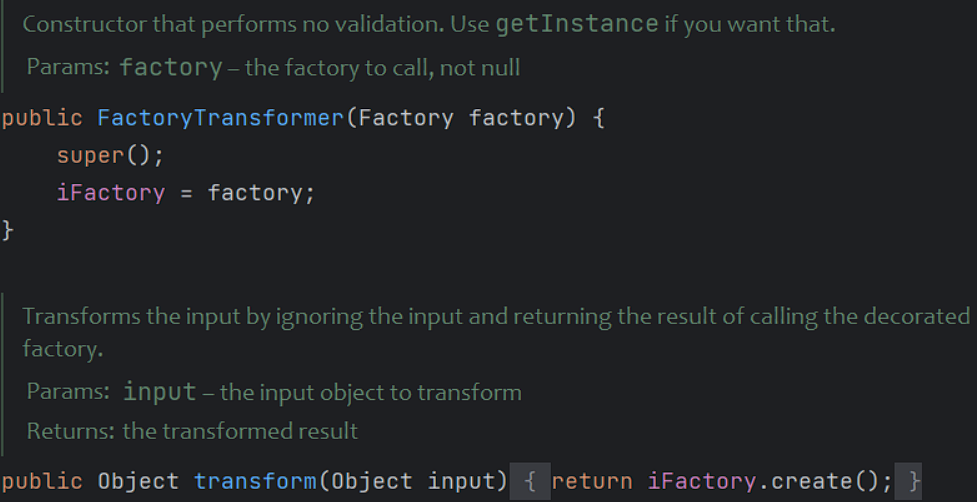 Constructor that performs no validation. Use getInstance if you want that.
Params: factory – the factory to call, not null
public FactoryTransformer(Factory factory) {
    super();
    iFactory = factory;
}
Transforms the input by ignoring the input and returning the result of calling the decorated
factory.
Params: input – the input object to transform
Returns: the transformed result
public Object transform(Object input) { return iFactory.create(); }